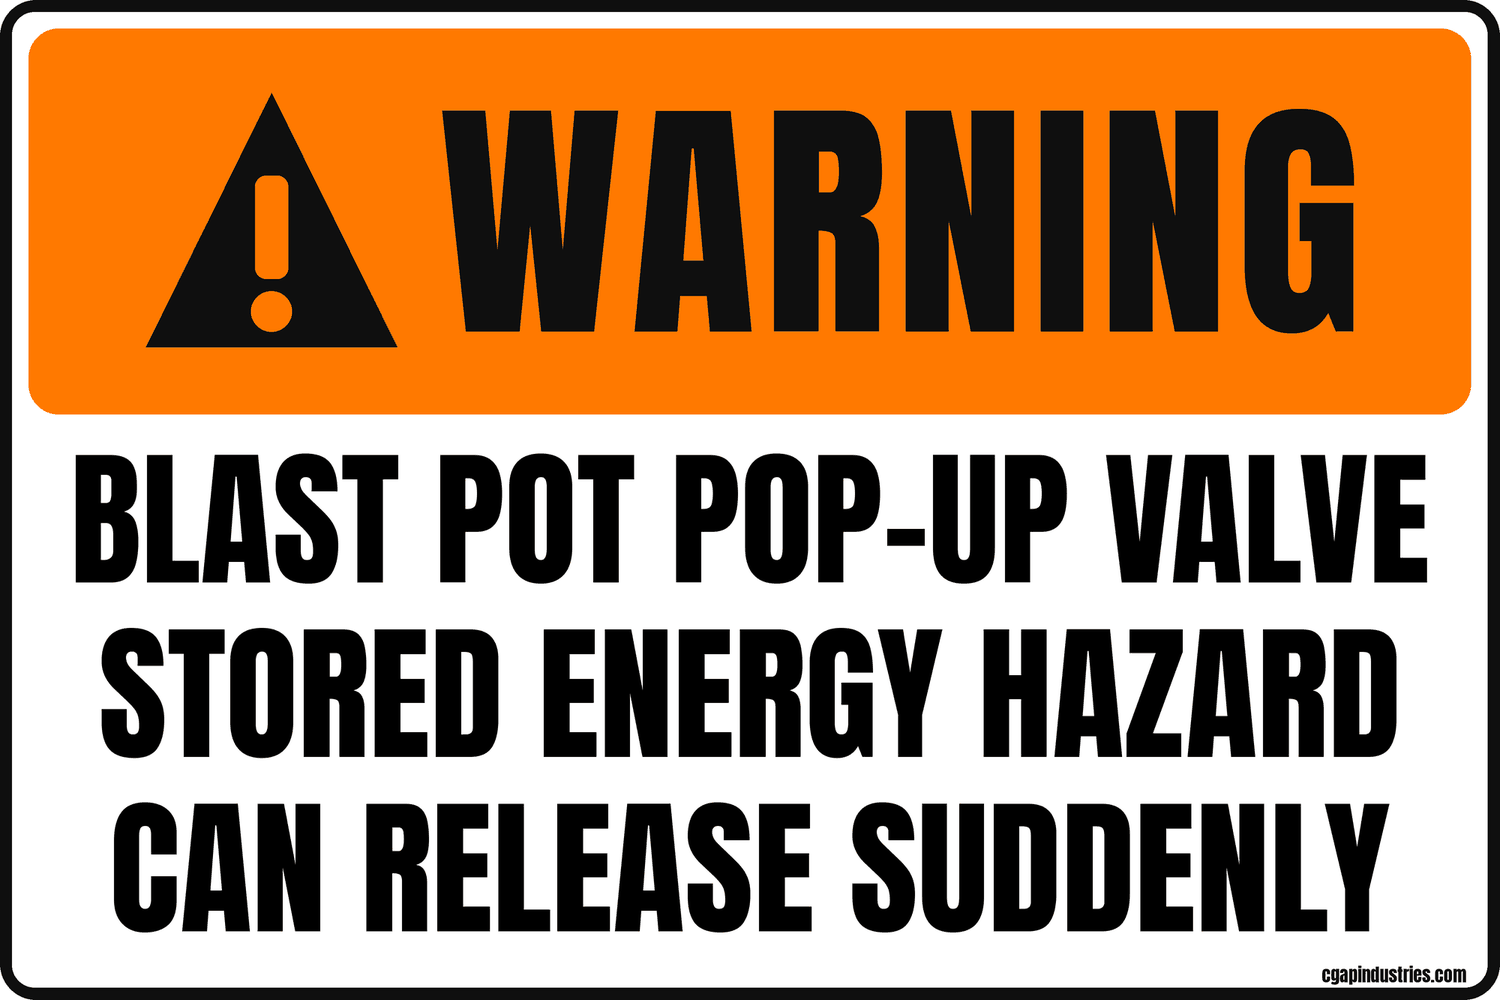 WARNING
BLAST POT POP-UP VALVE
STORED ENERGY HAZARD
CAN RELEASE SUDDENLY
cgapindustries.com